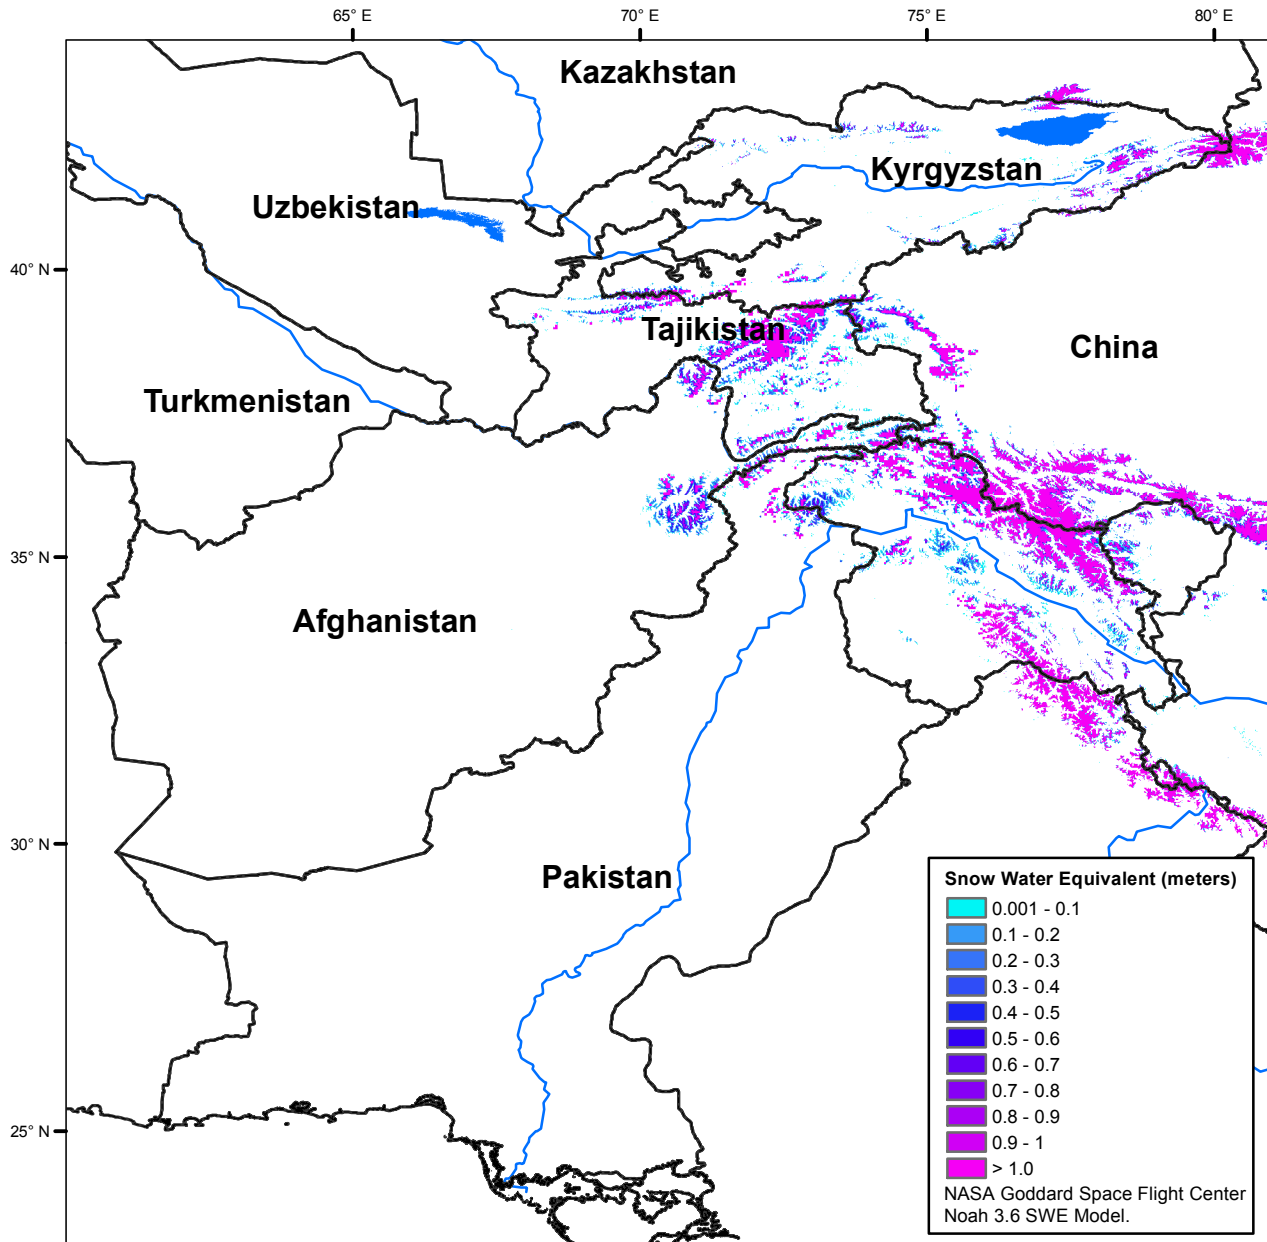 65° E
70° E
75° E
80° E
Kazakhstan
Kyrgyzstan
Uzbekistan
40° N
Tajikistan
China
Turkmenistan
35° N
Afghanistan
30° N
Pakistan
Snow Water Equivalent (meters)
0.001 - 0.1
0.1 - 0.2
0.2 - 0.3
0.3 - 0.4
0.4 - 0.5
0.5 - 0.6
0.6 - 0.7
0.7 - 0.8
0.8 - 0.9
0.9 - 1
> 1.0
NASA Goddard Space Flight Center
Noah 3.6 SWE Model.
25° N